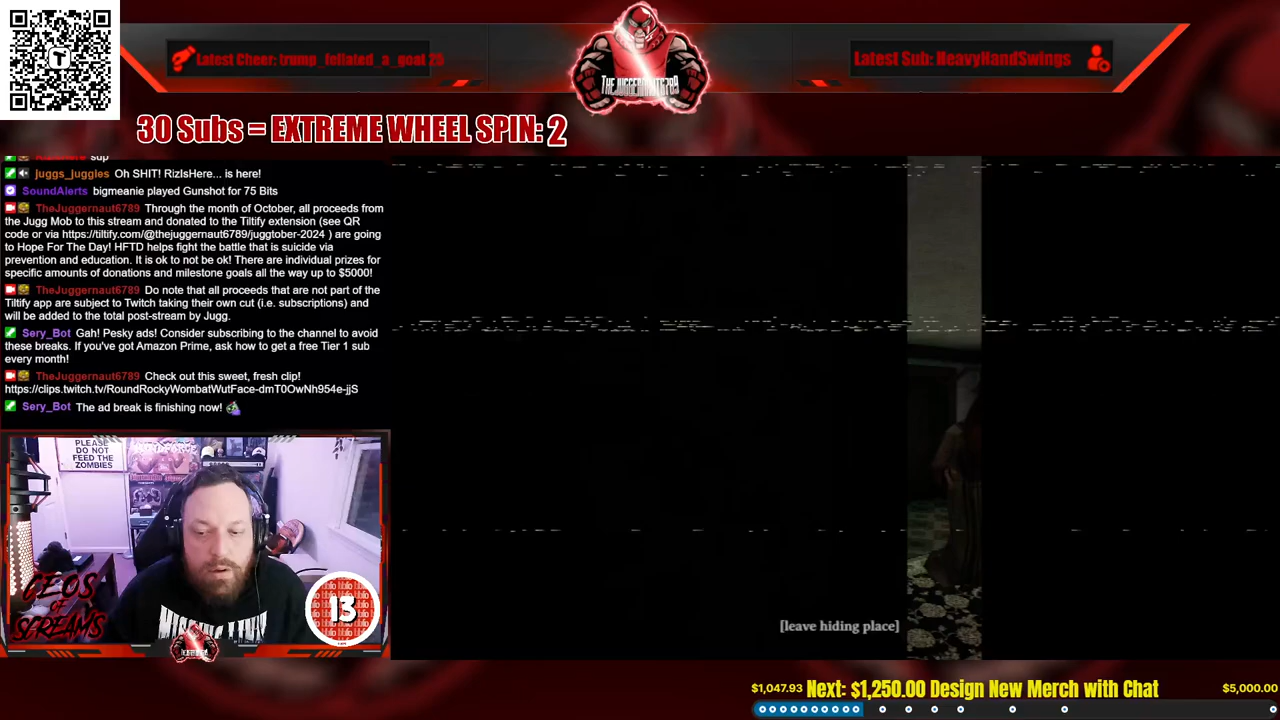 Latest Cheer: trump_fellated_a_goat 25
THEJUGGERNAUT6789
Latest Sub: HeavyHandSwings
30 Subs = EXTREME WHEEL SPIN: 2
sup
juggs_juggles Oh SHIT! RizIsHere... is here!
SoundAlerts bigmeanie played Gunshot for 75 Bits
TheJuggernaut6789 Through the month of October, all proceeds from
the Jugg Mob to this stream and donated to the Tiltify extension (see QR
code or via https://tiltify.com/@thejuggernaut6789/juggtober-2024 ) are going
to Hope For The Day! HFTD helps fight the battle that is suicide via
prevention and education. It is ok to not be ok! There are individual prizes for
specific amounts of donations and milestone goals all the way up to $5000!
TheJuggernaut6789 Do note that all proceeds that are not part of the
Tiltify app are subject to Twitch taking their own cut (i.e. subscriptions) and
will be added to the total post-stream by Jugg.
Sery_Bot Gah! Pesky ads! Consider subscribing to the channel to avoid
these breaks. If you've got Amazon Prime, ask how to get a free Tier 1 sub
every month!
TheJuggernaut6789 Check out this sweet, fresh clip!
https://clips.twitch.tv/RoundRockyWombatWutFace-dmT0OwNh954e-jjS
Sery_Bot The ad break is finishing now!
PLEASE
DO NOT
FEED THE
ZOMBIES
CEOS
OF
SCREAMS
13
[leave hiding place]
$1,047.93 Next: $1,250.00 Design New Merch with Chat $5,000.00